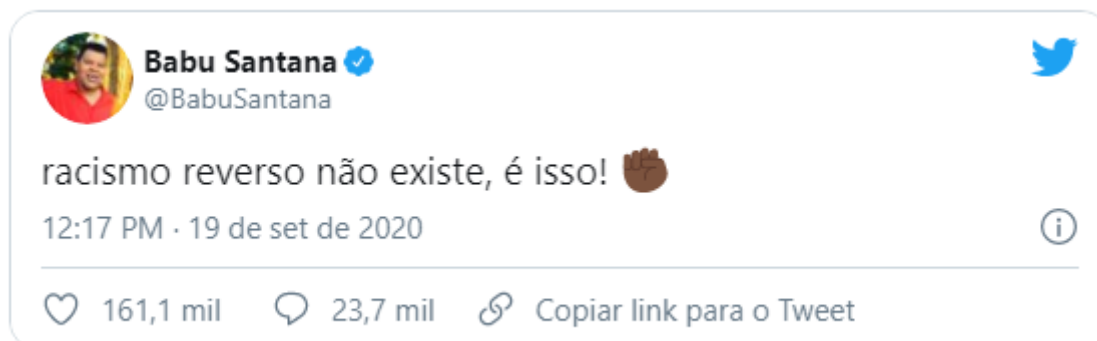 Babu Santana
@BabuSantana
racismo reverso não existe, é isso! ✊🏿
12:17 PM · 19 de set de 2020
161,1 mil 23,7 mil Copiar link para o Tweet